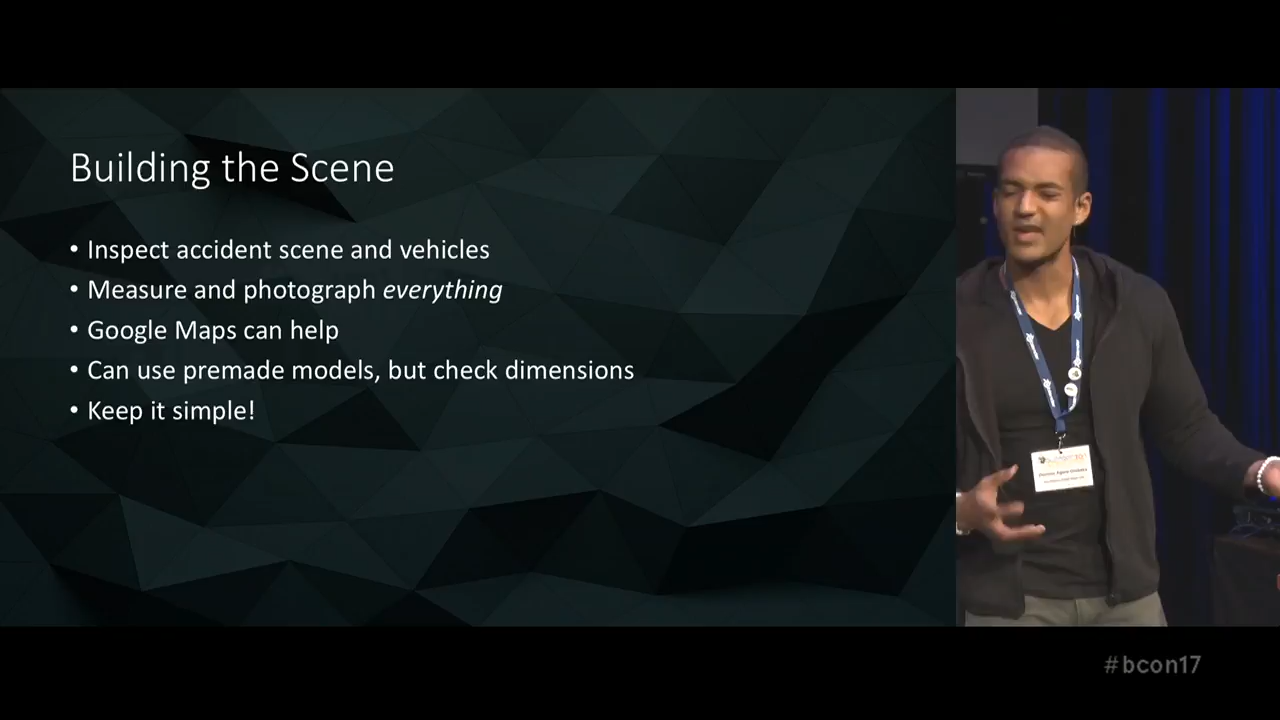 Building the Scene
• Inspect accident scene and vehicles
• Measure and photograph everything
• Google Maps can help
• Can use premade models, but check dimensions
• Keep it simple!
#bcon17